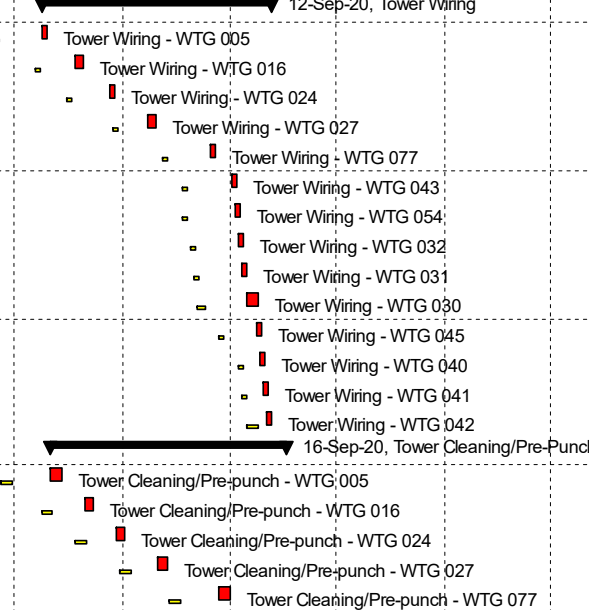 12-Sep-20, Tower Wiring
Tower Wiring - WTG 005
Tower Wiring - WTG 016
Tower Wiring - WTG 024
Tower Wiring - WTG 027
Tower Wiring - WTG 077
Tower Wiring - WTG 043
Tower Wiring - WTG 054
Tower Wiring - WTG 032
Tower Wiring - WTG 031
Tower Wiring - WTG 030
Tower Wiring - WTG 045
Tower Wiring - WTG 040
Tower Wiring - WTG 041
Tower Wiring - WTG 042
16-Sep-20, Tower Cleaning/Pre-Punch
Tower Cleaning/Pre-punch - WTG 005
Tower Cleaning/Pre-punch - WTG 016
Tower Cleaning/Pre-punch - WTG 024
Tower Cleaning/Pre-punch - WTG 027
Tower Cleaning/Pre-punch - WTG 077